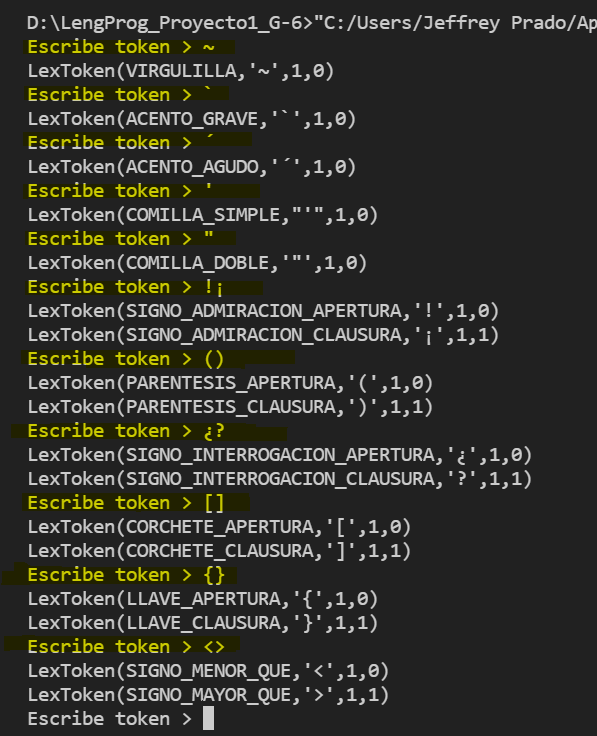 D:\LengProg_Proyecto1_G-6>"C:/Users/Jeffrey Prado/Ap
Escribe token > ~
LexToken(VIRGULILLA,'~',1,0)
Escribe token > `
LexToken(ACENTO_GRAVE,'`',1,0)
Escribe token > ´
LexToken(ACENTO_AGUDO,'´',1,0)
Escribe token > '
LexToken(COMILLA_SIMPLE,"'",1,0)
Escribe token > "
LexToken(COMILLA_DOBLE,'"',1,0)
Escribe token > !¡
LexToken(SIGNO_ADMIRACION_APERTURA,'!',1,0)
LexToken(SIGNO_ADMIRACION_CLAUSURA,'¡',1,1)
Escribe token > ()
LexToken(PARENTESIS_APERTURA,'(',1,0)
LexToken(PARENTESIS_CLAUSURA,')',1,1)
Escribe token > ¿?
LexToken(SIGNO_INTERROGACION_APERTURA,'¿',1,0)
LexToken(SIGNO_INTERROGACION_CLAUSURA,'?',1,1)
Escribe token > []
LexToken(CORCHETE_APERTURA,'[',1,0)
LexToken(CORCHETE_CLAUSURA,']',1,1)
Escribe token > {}
LexToken(LLAVE_APERTURA,'{',1,0)
LexToken(LLAVE_CLAUSURA,'}',1,1)
Escribe token > <>
LexToken(SIGNO_MENOR_QUE,'<',1,0)
LexToken(SIGNO_MAYOR_QUE,'>',1,1)
Escribe token >